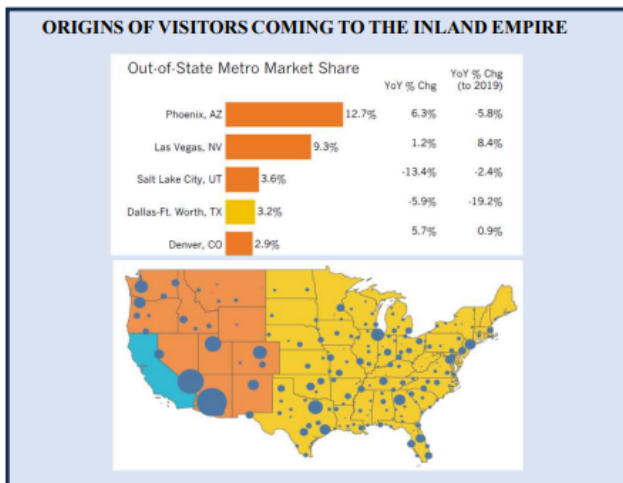 ORIGINS OF VISITORS COMING TO THE INLAND EMPIRE
Out-of-State Metro Market Share
YoY % Chg
YoY % Chg
(to 2019)
Phoenix, AZ 12.7% 6.3% -5.8%
Las Vegas, NV 9.3% 1.2% 8.4%
Salt Lake City, UT 3.6% -13.4% -2.4%
Dallas-Ft. Worth, TX 3.2% -5.9% -19.2%
Denver, CO 2.9% 5.7% 0.9%